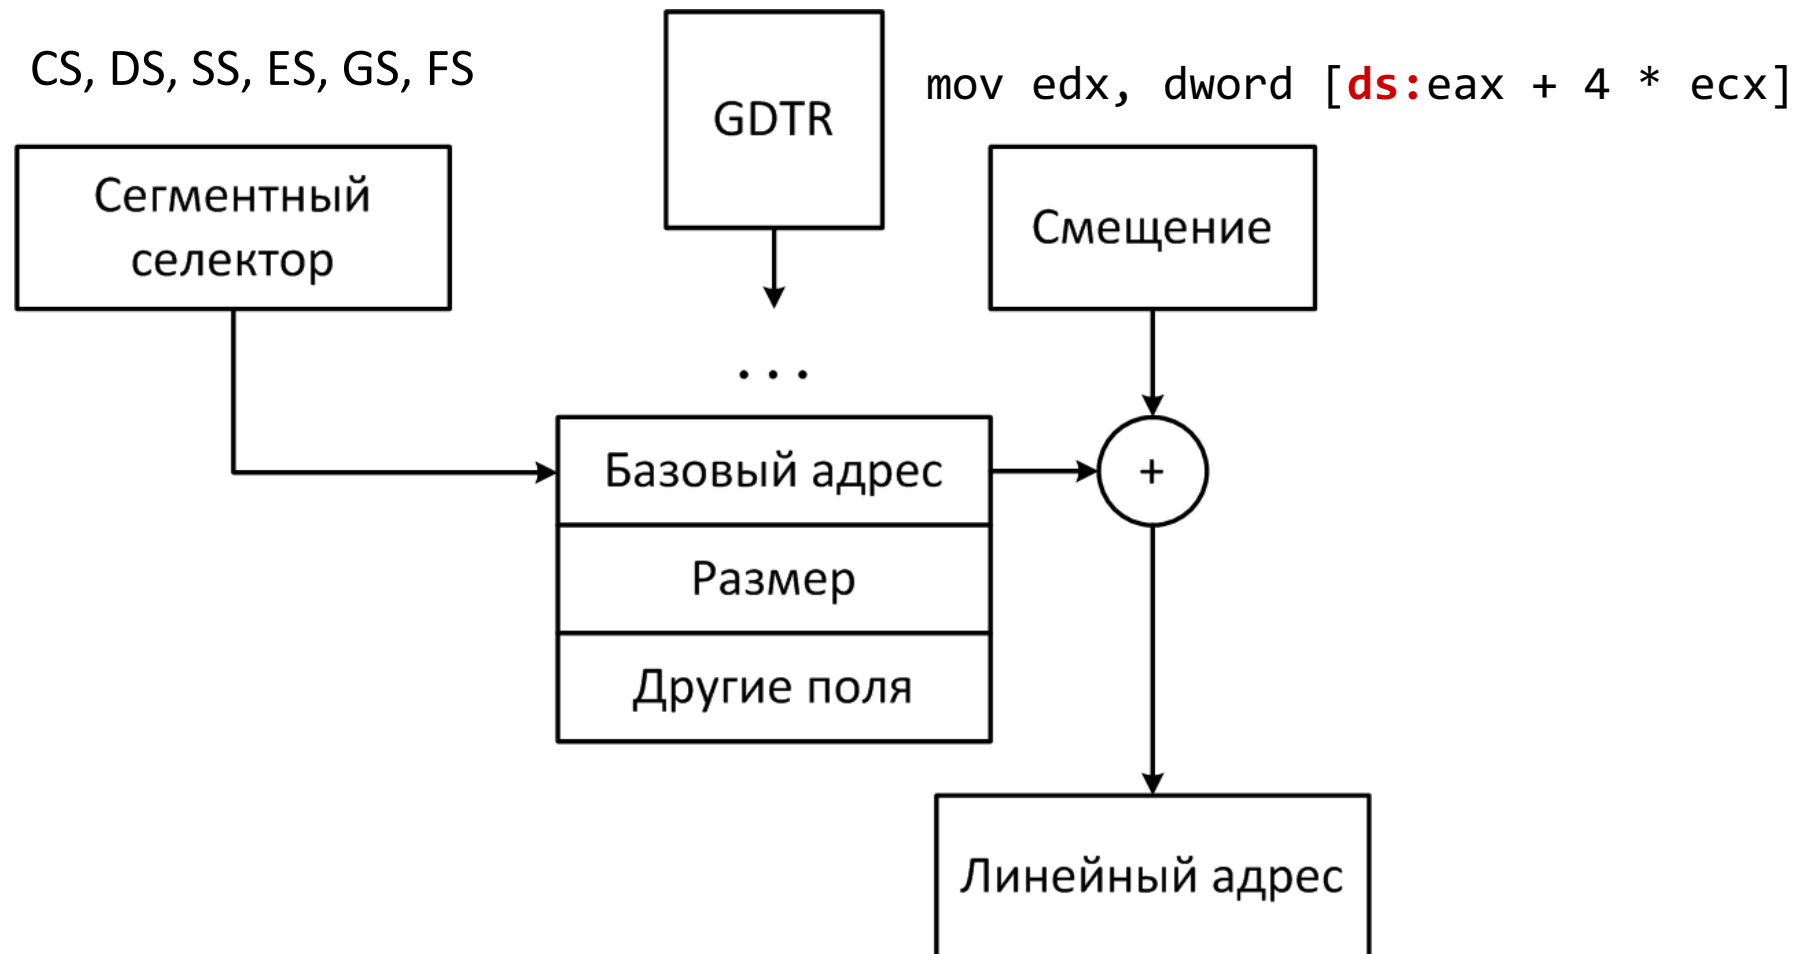 CS, DS, SS, ES, GS, FS
GDTR
mov edx, dword [ds:eax + 4 * ecx]
Сегментный
селектор
Смещение
...
Базовый адрес
+
Размер
Другие поля
Линейный адрес